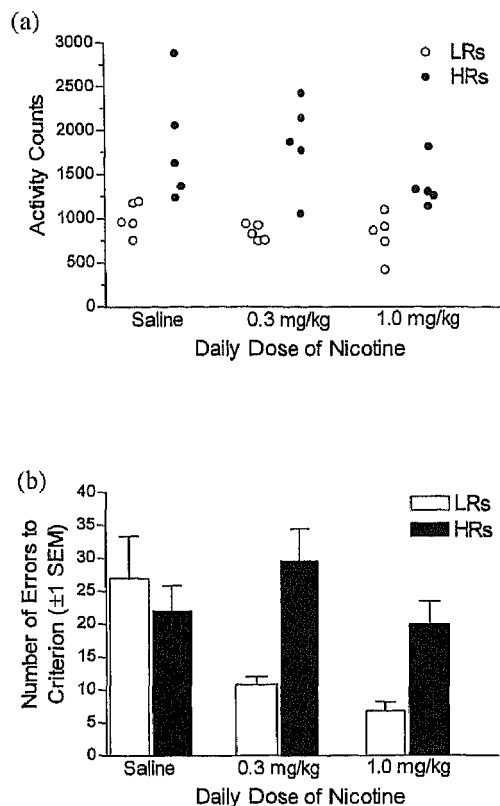 (a)
LRs
HRs
3000
2500
2000
1500
1000
500
0
Activity Counts
Saline 0.3 mg/kg 1.0 mg/kg
Daily Dose of Nicotine
(b)
LRs
HRs
40
35
30
25
20
15
10
5
0
Number of Errors to
Criterion (±1 SEM)
Saline 0.3 mg/kg 1.0 mg/kg
Daily Dose of Nicotine